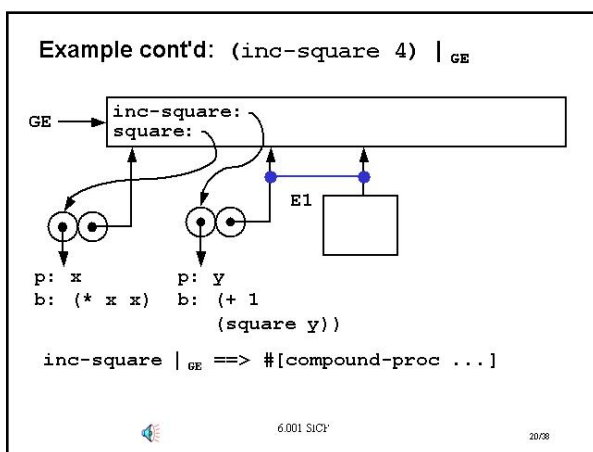 Example cont'd: (inc-square 4) | GE
inc-square:
GE
square:
E1
p: x
b: (* x x)
p: y
b: (+ 1
(square y))
inc-square | GE ==> #[compound-proc ...]
6.001 SICP
20/38